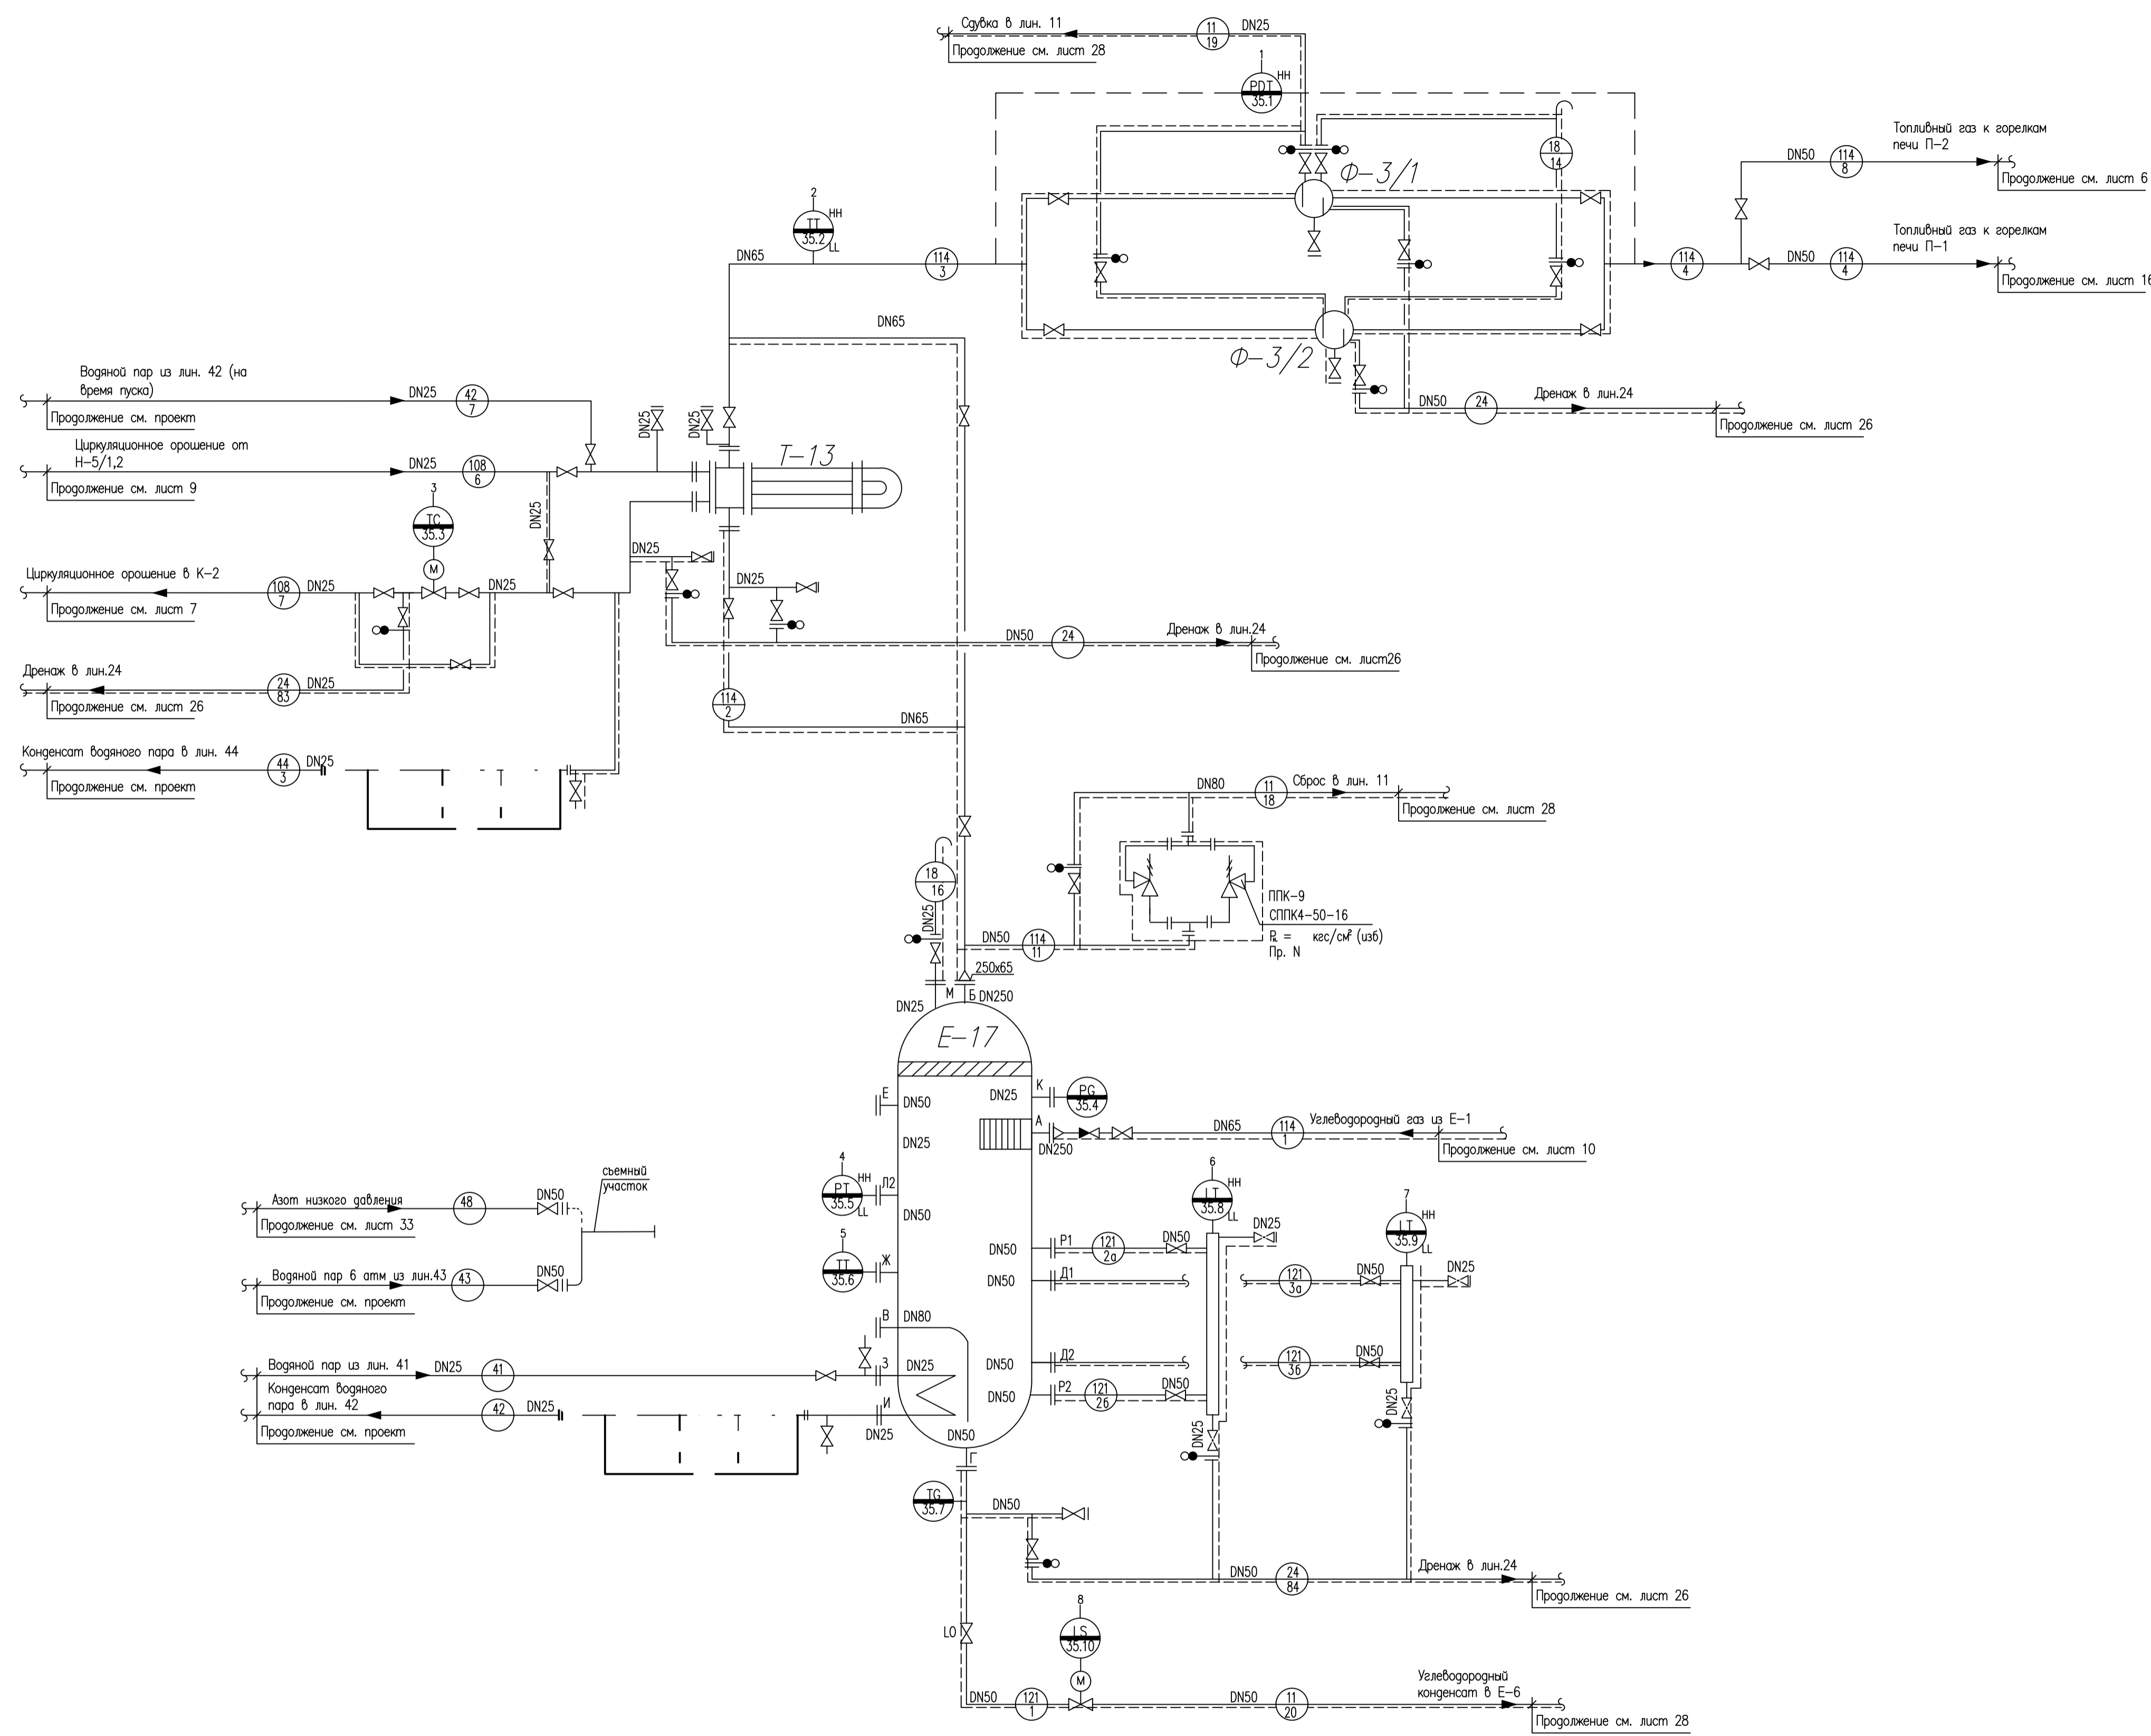 Сдувка в лин. 11
11
19
DN25
Продолжение см. лист 28
1
PDT
35.1
HH
18
14
Ф-3/1
Ф-3/2
Топливный газ к горелкам
печи П-2
DN50
114
8
Продолжение см. лист 6
Топливный газ к горелкам
печи П-1
114
4
DN50
114
4
Продолжение см. лист 16
2
TT
35.2
HH
LL
DN65
114
3
DN65
DN50
24
Дренаж в лин.24
Продолжение см. лист 26
Водяной пар из лин. 42 (на
время пуска)
DN25
42
7
Продолжение см. проект
Циркуляционное орошение от
Н-5/1,2
DN25
108
6
Продолжение см. лист 9
DN25
DN25
Т-13
3
TC
35.3
M
DN25
DN25
DN25
Циркуляционное орошение в К-2
108
7
DN25
DN25
Продолжение см. лист 7
DN50
24
Дренаж в лин.24
Продолжение см. лист26
Дренаж в лин.24
24
83
DN25
Продолжение см. лист 26
114
2
DN65
Конденсат водяного пара в лин. 44
44
3
DN25
Продолжение см. проект
DN80
11
18
Сброс в лин. 11
Продолжение см. лист 28
18
16
DN25
ППК-9
СППК4-50-16
Р = кгс/см² (изб)
Пр. N
DN50
114
11
250х65
М
Б
DN250
DN25
Е-17
Е
DN50
DN25
К
PG
35.4
А
DN250
DN65
114
1
Углеводородный газ из Е-1
Продолжение см. лист 10
DN25
4
PT
35.5
HH
LL
Л2
DN50
5
TT
35.6
Ж
6
LT
35.8
HH
LL
DN25
7
LT
35.9
HH
LL
DN25
съемный
участок
Азот низкого давления
48
DN50
Продолжение см. лист 33
Водяной пар 6 атм из лин.43
43
DN50
Продолжение см. проект
DN50
Р1
121
2а
DN50
DN50
Д1
121
3а
DN50
В
DN80
DN50
Д2
121
3б
DN50
DN50
Р2
121
2б
DN50
Водяной пар из лин. 41
DN25
41
З
DN25
Конденсат водяного
пара в лин. 42
42
DN25
И
DN25
Продолжение см. проект
DN50
Г
DN25
DN25
TG
35.7
DN50
DN50
24
84
Дренаж в лин.24
Продолжение см. лист 26
LO
8
LS
35.10
M
DN50
121
1
DN50
11
20
Углеводородный
конденсат в Е-6
Продолжение см. лист 28